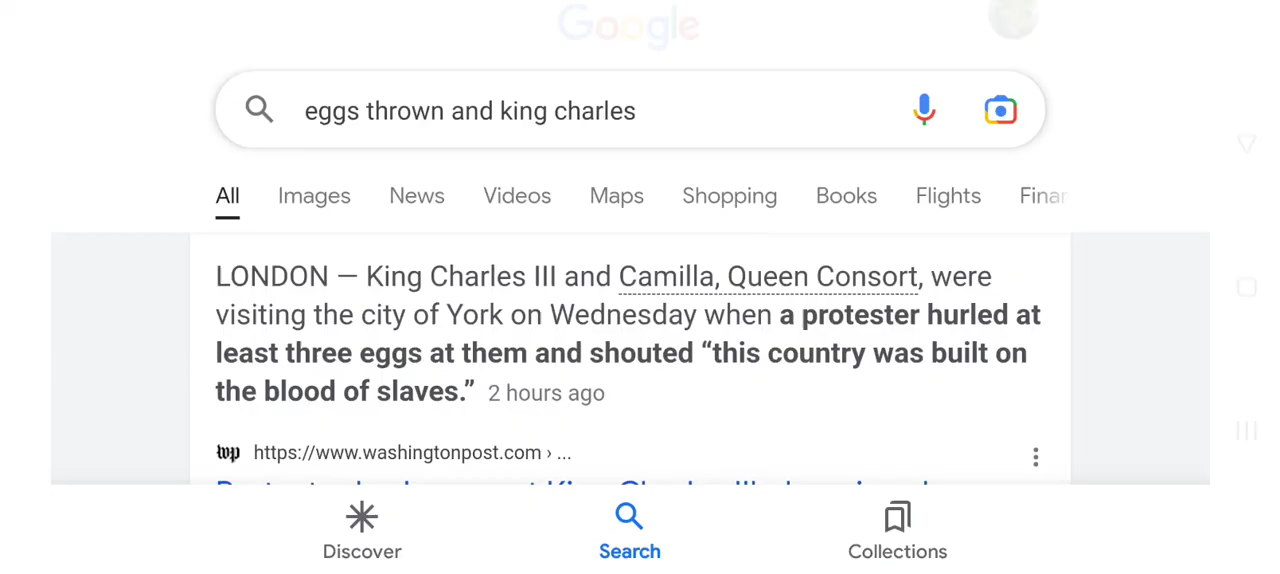 Google
eggs thrown and king charles
All Images News Videos Maps Shopping Books Flights Finan
LONDON — King Charles III and Camilla, Queen Consort, were
visiting the city of York on Wednesday when a protester hurled at
least three eggs at them and shouted “this country was built on
the blood of slaves.” 2 hours ago
wp https://www.washingtonpost.com › ...
Discover Search Collections